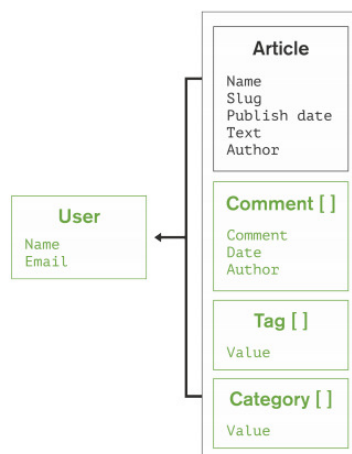 Article
Name
Slug
Publish date
Text
Author
User
Name
Email
Comment [ ]
Comment
Date
Author
Tag [ ]
Value
Category [ ]
Value